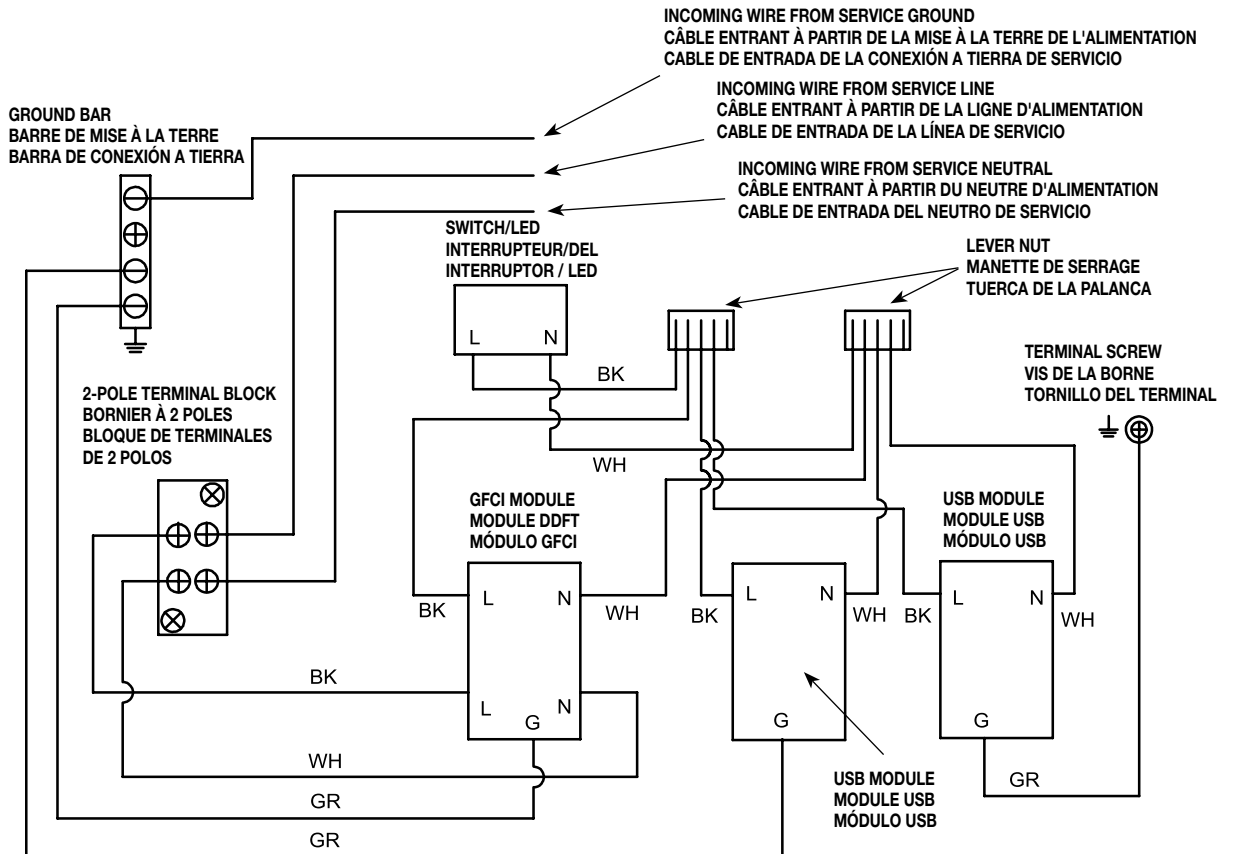 INCOMING WIRE FROM SERVICE GROUND
CÂBLE ENTRANT À PARTIR DE LA MISE À LA TERRE DE L'ALIMENTATION
CABLE DE ENTRADA DE LA CONEXIÓN A TIERRA DE SERVICIO
INCOMING WIRE FROM SERVICE LINE
CÂBLE ENTRANT À PARTIR DE LA LIGNE D'ALIMENTATION
CABLE DE ENTRADA DE LA LÍNEA DE SERVICIO
GROUND BAR
BARRE DE MISE À LA TERRE
BARRA DE CONEXIÓN A TIERRA
INCOMING WIRE FROM SERVICE NEUTRAL
CÂBLE ENTRANT À PARTIR DU NEUTRE D'ALIMENTATION
CABLE DE ENTRADA DEL NEUTRO DE SERVICIO
SWITCH/LED
INTERRUPTEUR/DEL
INTERRUPTOR / LED
LEVER NUT
MANETTE DE SERRAGE
TUERCA DE LA PALANCA
L N
BK
TERMINAL SCREW
VIS DE LA BORNE
TORNILLO DEL TERMINAL
2-POLE TERMINAL BLOCK
BORNIER À 2 POLES
BLOQUE DE TERMINALES
DE 2 POLOS
WH
GFCI MODULE
MODULE DDFT
MÓDULO GFCI
USB MODULE
MODULE USB
MÓDULO USB
BK L N WH
BK L N WH
BK L N WH
BK L G N
G
G
WH
GR
GR
GR
USB MODULE
MODULE USB
MÓDULO USB